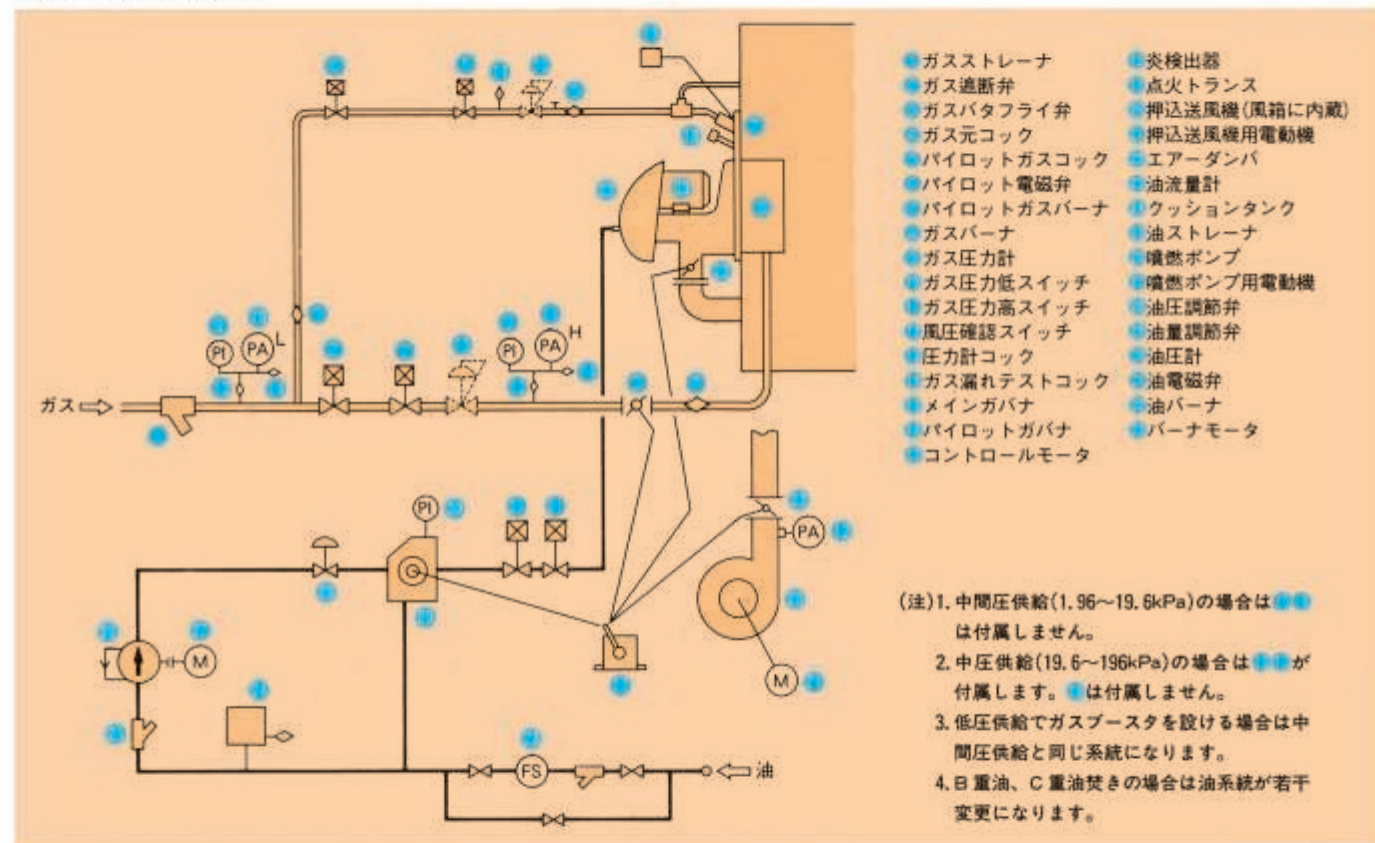 ガスストレーナ
ガス遮断弁
ガスバタフライ弁
ガス元コック
パイロットガスコック
パイロット電磁弁
パイロットガスバーナ
ガスバーナ
ガス圧力計
ガス圧力低スイッチ
ガス圧力高スイッチ
風圧確認スイッチ
圧力計コック
ガス漏れテストコック
メインガバナ
パイロットガバナ
コントロールモータ
炎検出器
点火トランス
押込送風機(風箱に内蔵)
押込送風機用電動機
エアーダンパ
油流量計
クッションタンク
油ストレーナ
噴燃ポンプ
噴燃ポンプ用電動機
油圧調節弁
油量調節弁
油圧計
油電磁弁
油バーナ
バーナモータ
PI
PA
L
PI
PA
H
ガス
PI
PA
M
M
FS
油
(注)1. 中間圧供給(1.96〜19.6kPa)の場合は
は付属しません。
2. 中圧供給(19.6〜196kPa)の場合は が
付属します。 は付属しません。
3. 低圧供給でガスブースタを設ける場合は中
間圧供給と同じ系統になります。
4. B重油、C重油焚きの場合は油系統が若干
変更になります。